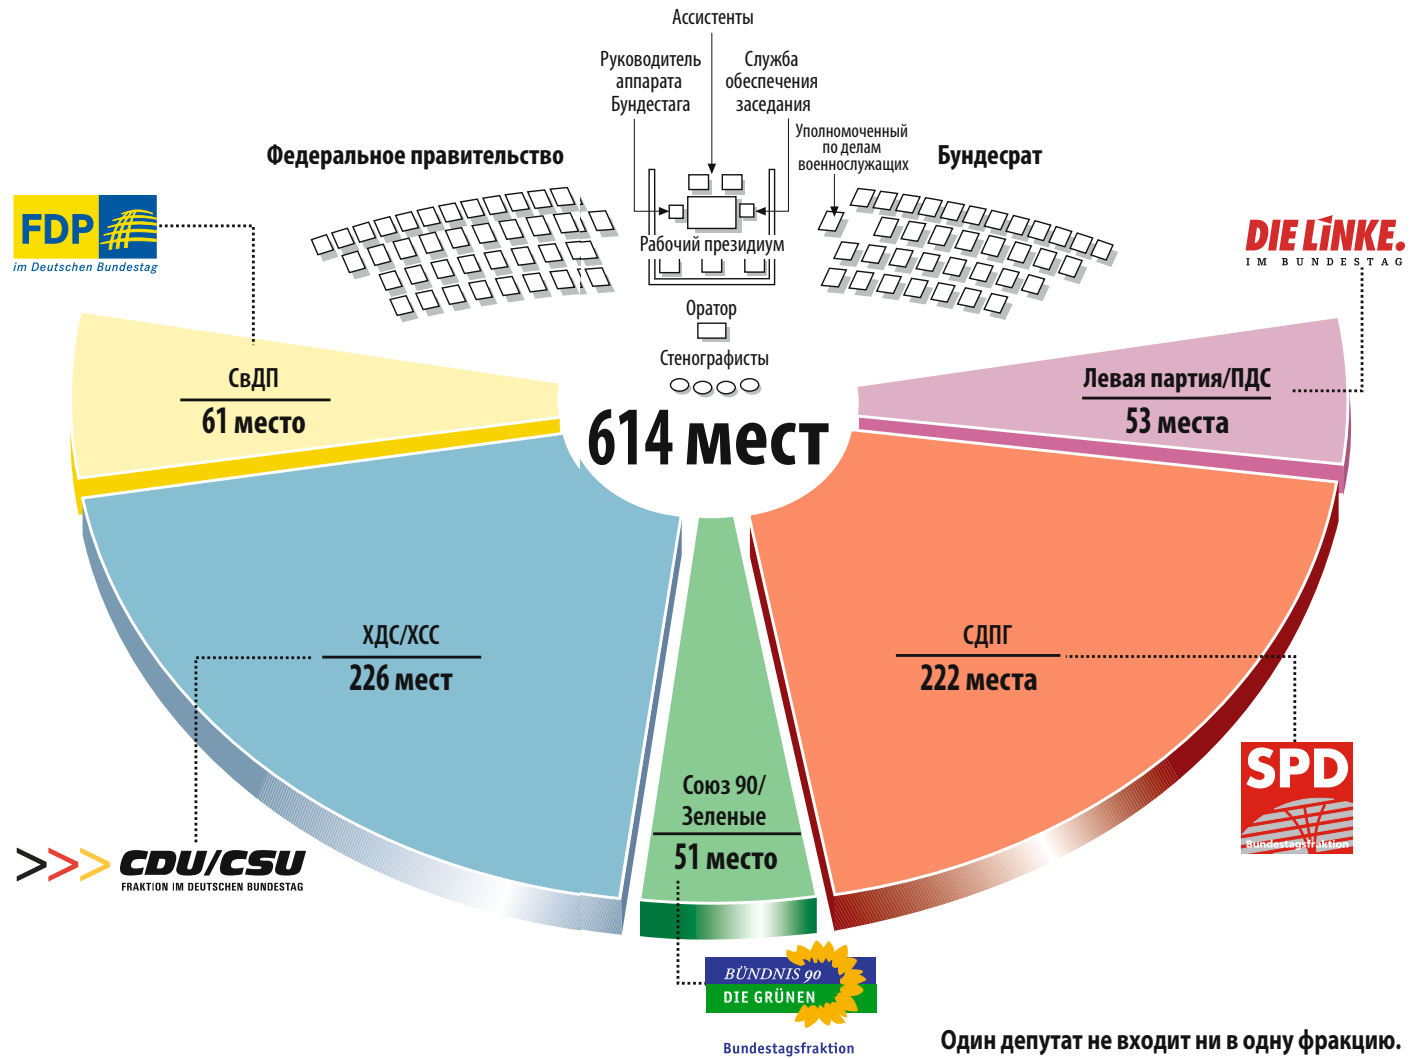 Ассистенты
Руководитель
аппарата
Бундестага
Служба
обеспечения
заседания
Уполномоченный
по делам
военнослужащих
Федеральное правительство
Бундесрат
FDP
im Deutschen Bundestag
DIE LINKE.
IM BUNDESTAG
Рабочий президиум
Оратор
Стенографисты
614 мест
СвДП
61 место
Левая партия/ПДС
53 места
ХДС/ХСС
226 мест
СДПГ
222 места
Союз 90/
Зеленые
51 место
CDU/CSU
FRAKTION IM DEUTSCHEN BUNDESTAG
SPD
Bundestagsfraktion
BÜNDNIS 90
DIE GRÜNEN
Bundestagsfraktion
Один депутат не входит ни в одну фракцию.